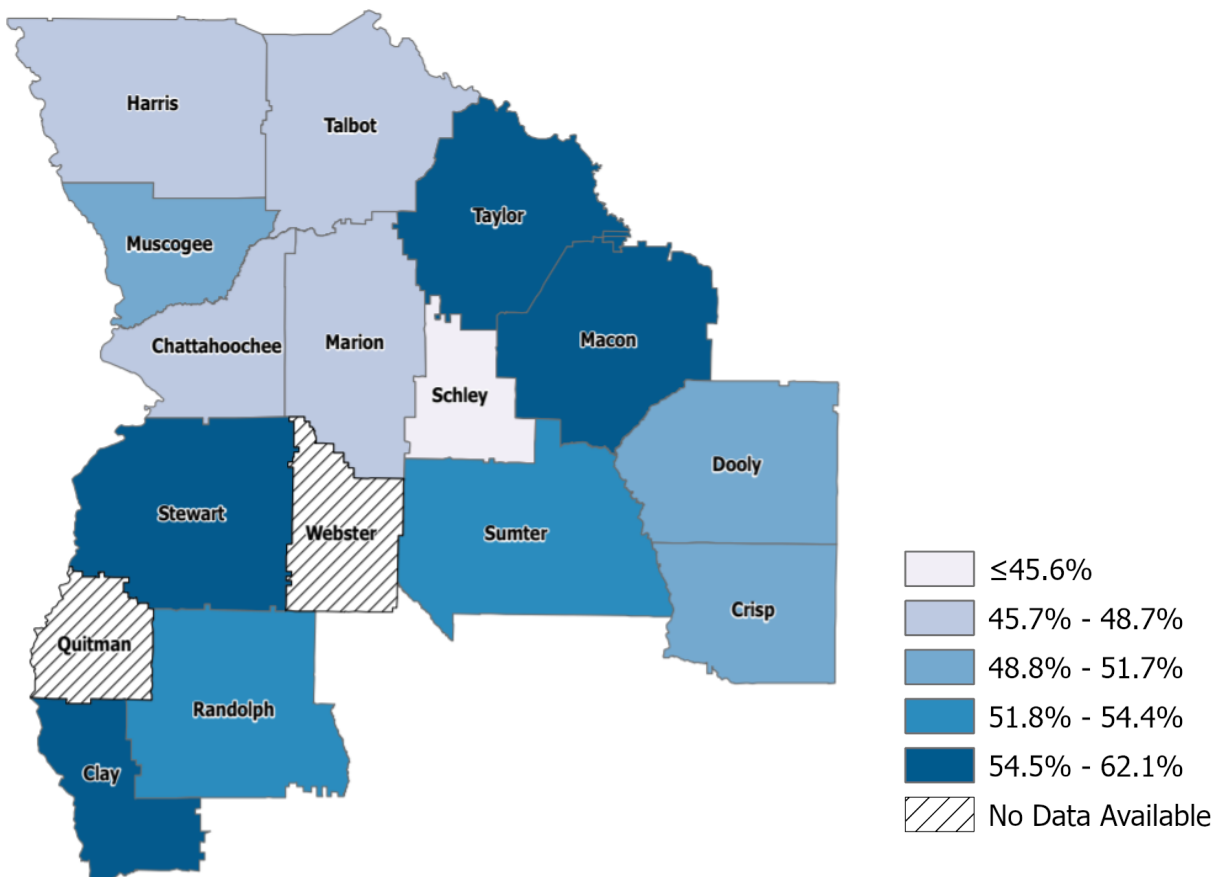 Harris
Talbot
Taylor
Muscogee
Chattahoochee
Marion
Macon
Schley
Dooly
Stewart
Webster
Sumter
Crisp
Quitman
Randolph
Clay
≤45.6%
45.7% - 48.7%
48.8% - 51.7%
51.8% - 54.4%
54.5% - 62.1%
No Data Available